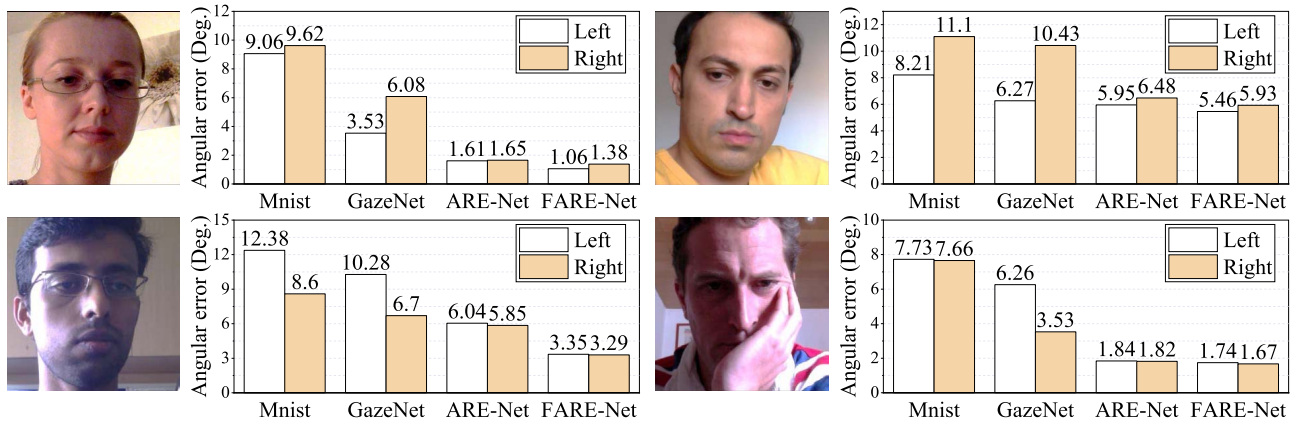 Angular error (Deg.)
12
10
8
6
4
2
0
9.06 9.62
3.53 6.08
1.61 1.65
1.06 1.38
Left
Right
Mnist GazeNet ARE-Net FARE-Net
Angular error (Deg.)
12
10
8
6
4
2
0
8.21 11.1
6.27 10.43
5.95 6.48
5.46 5.93
Left
Right
Mnist GazeNet ARE-Net FARE-Net
Angular error (Deg.)
15
12
9
6
3
0
12.38 8.6
10.28 6.7
6.04 5.85
3.35 3.29
Left
Right
Mnist GazeNet ARE-Net FARE-Net
Angular error (Deg.)
10
8
6
4
2
0
7.73 7.66
6.26 3.53
1.84 1.82
1.74 1.67
Left
Right
Mnist GazeNet ARE-Net FARE-Net